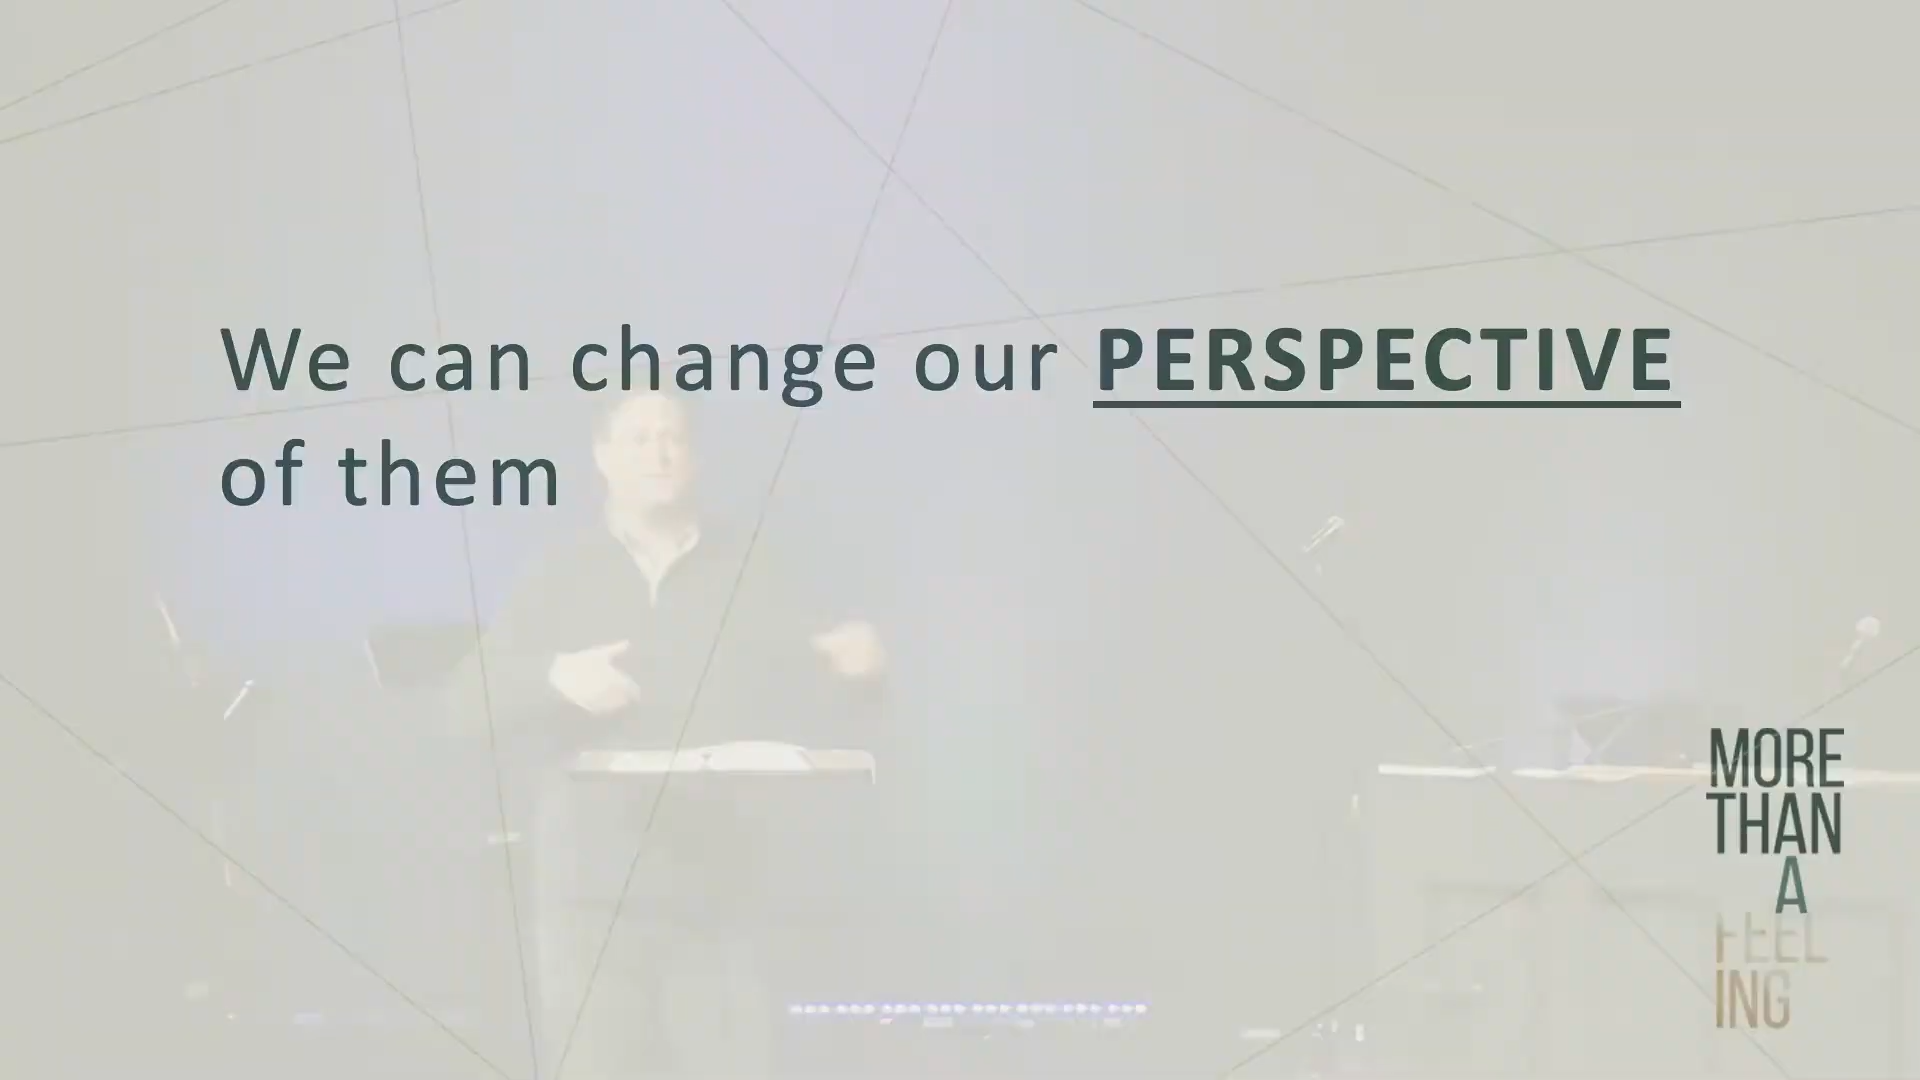 We can change our PERSPECTIVE
of them
MORE
THAN
A
FEEL
ING